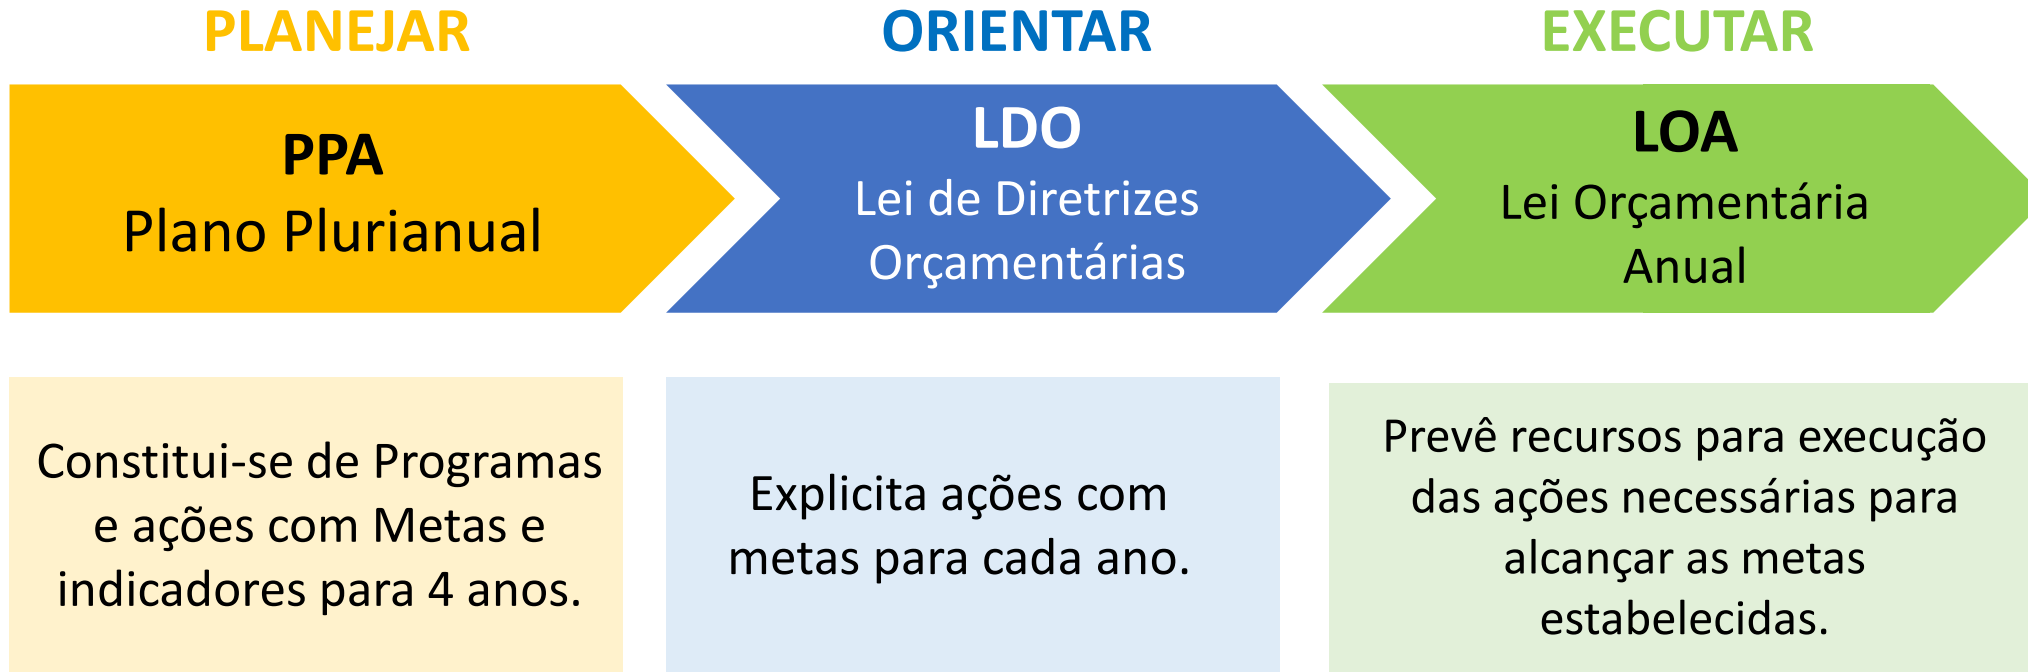 PLANEJAR
ORIENTAR
EXECUTAR
PPA
Plano Plurianual
LDO
Lei de Diretrizes
Orçamentárias
LOA
Lei Orçamentária
Anual
Constitui-se de Programas
e ações com Metas e
indicadores para 4 anos.
Explicita ações com
metas para cada ano.
Prevê recursos para execução
das ações necessárias para
alcançar as metas
estabelecidas.